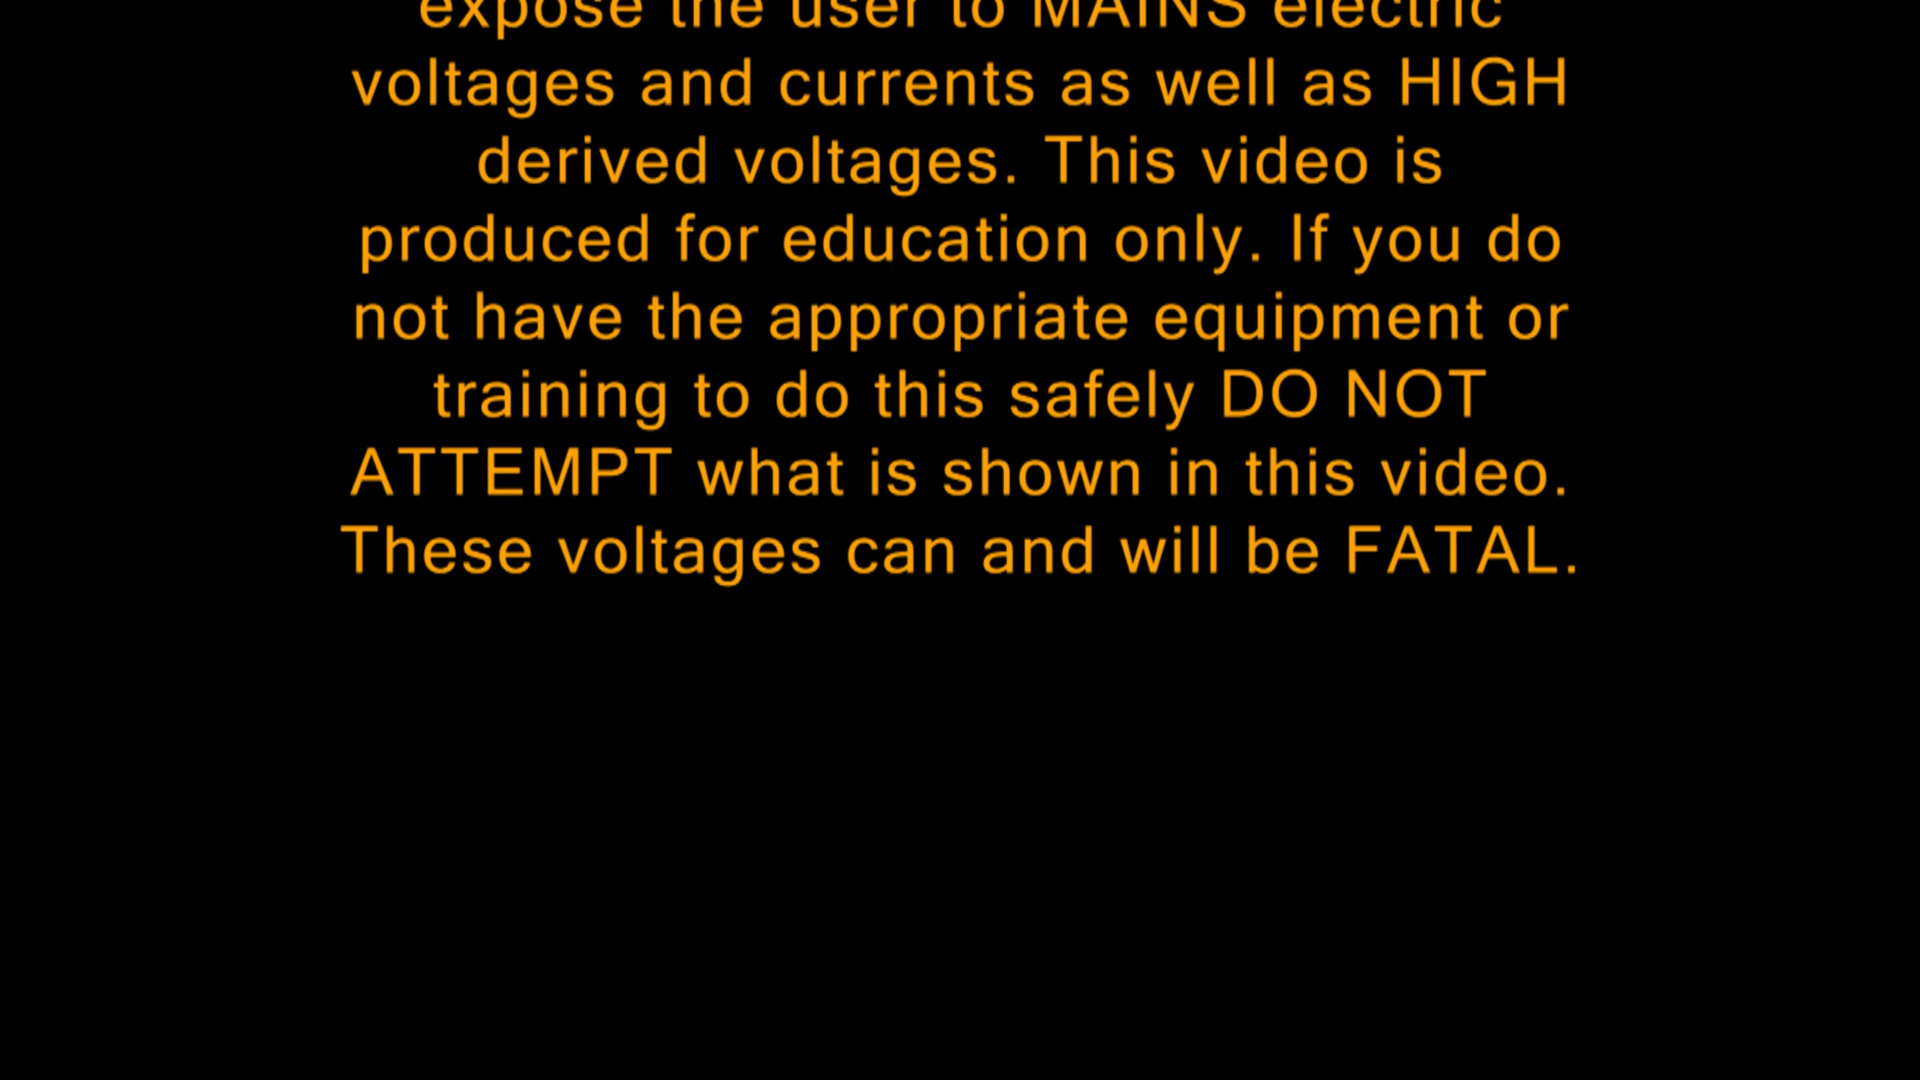 expose the user to MAINS electric
voltages and currents as well as HIGH
derived voltages. This video is
produced for education only. If you do
not have the appropriate equipment or
training to do this safely DO NOT
ATTEMPT what is shown in this video.
These voltages can and will be FATAL.